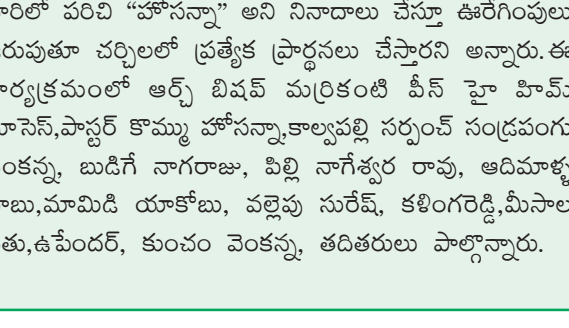 ారిలో పరిచి “హోసన్నా” అని నినాదాలు చేస్తూ ఊరేగింపులు
రుపుతూ చర్చిలలో ప్రత్యేక ప్రార్థనలు చేస్తారని అన్నారు.ఈ
ార్యక్రమంలో ఆర్చ్ బిషప్ మర్రికంటి పీస్ హై హిమ్
ోసెస్,పాస్టర్ కొమ్ము హోసన్నా,కాల్వపల్లి సర్పంచ్ సండ్రపంగు
ెంకన్న, బుడిగే నాగరాజు, పిల్లి నాగేశ్వర రావు, ఆదిమాళ్ళ
ాబు,మామిడి యాకోబు, వల్లెపు సురేష్, కళింగరెడ్డి,మీసాల
ేతు,ఉపేందర్, కుంచం వెంకన్న, తదితరులు పాల్గొన్నారు.